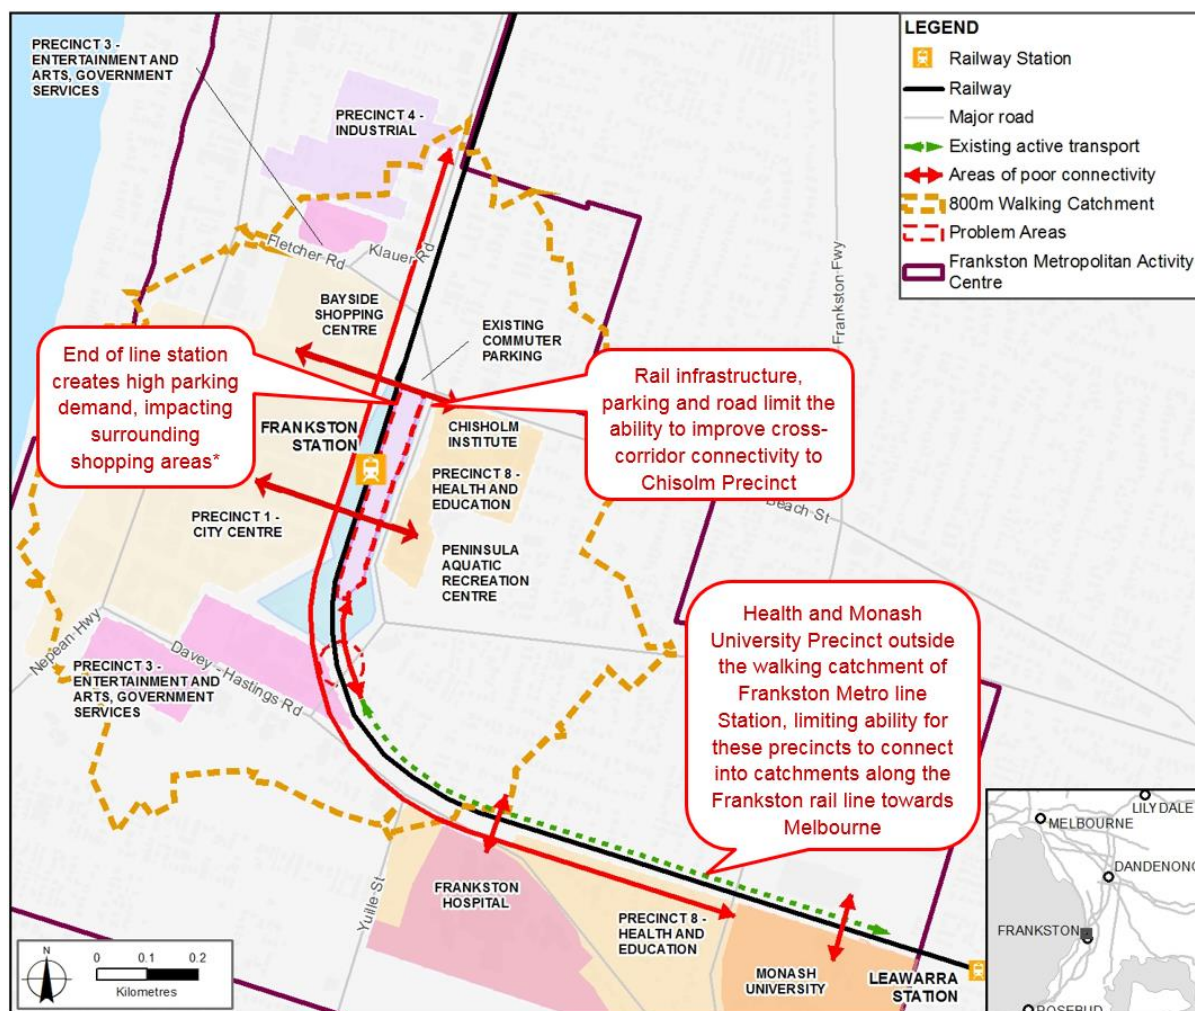 PRECINCT 3 -
ENTERTAINMENT AND
ARTS, GOVERNMENT
SERVICES
PRECINCT 4 -
INDUSTRIAL
LEGEND
Railway Station
Railway
Major road
Existing active transport
Areas of poor connectivity
800m Walking Catchment
Problem Areas
Frankston Metropolitan Activity
Centre
Fletcher Rd
Klauer Rd
Frankston Fwy
BAYSIDE
SHOPPING
CENTRE
EXISTING
COMMUTER
PARKING
End of line station
creates high parking
demand, impacting
surrounding
shopping areas*
Rail infrastructure,
parking and road limit the
ability to improve cross-
corridor connectivity to
Chisolm Precinct
FRANKSTON
STATION
CHISHOLM
INSTITUTE
PRECINCT 8 -
HEALTH AND
EDUCATION
Beach St
PRECINCT 1 -
CITY CENTRE
PENINSULA
AQUATIC
RECREATION
CENTRE
Nepean Hwy
Davey - Hastings Rd
PRECINCT 3 -
ENTERTAINMENT AND
ARTS, GOVERNMENT
SERVICES
Health and Monash
University Precinct outside
the walking catchment of
Frankston Metro line
Station, limiting ability for
these precincts to connect
into catchments along the
Frankston rail line towards
Melbourne
Yuille St
FRANKSTON
HOSPITAL
PRECINCT 8 -
HEALTH AND
EDUCATION
MONASH
UNIVERSITY
LEAWARRA
STATION
N
0 0.1 0.2
Kilometres
LILYDALE
MELBOURNE
DANDENONG
FRANKSTON
ROSEBUD